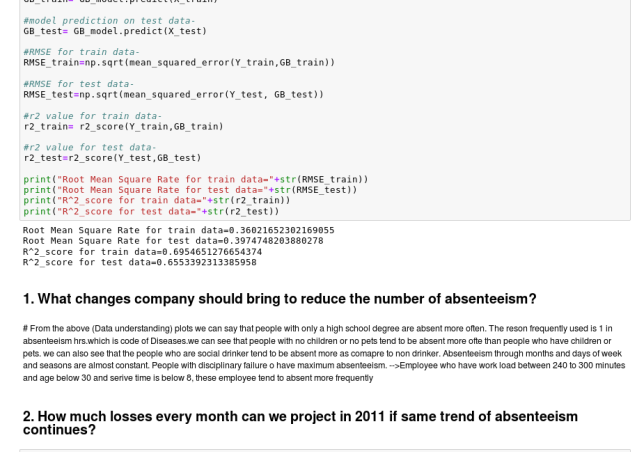 GB_train= GB_model.predict(X_train)
#model prediction on test data-
GB_test= GB_model.predict(X_test)
#RMSE for train data-
RMSE_train=np.sqrt(mean_squared_error(Y_train,GB_train))
#RMSE for test data-
RMSE_test=np.sqrt(mean_squared_error(Y_test, GB_test))
#r2 value for train data-
r2_train= r2_score(Y_train,GB_train)
#r2 value for test data-
r2_test=r2_score(Y_test,GB_test)
print("Root Mean Square Rate for train data="+str(RMSE_train))
print("Root Mean Square Rate for test data="+str(RMSE_test))
print("R^2_score for train data="+str(r2_train))
print("R^2_score for test data="+str(r2_test))
Root Mean Square Rate for train data=0.36021652302169055
Root Mean Square Rate for test data=0.3974748203880278
R^2_score for train data=0.6954651276654374
R^2_score for test data=0.6553392313385958
1. What changes company should bring to reduce the number of absenteeism?
# From the above (Data understanding) plots we can say that people with only a high school degree are absent more often. The reson frequently used is 1 in
absenteeism hrs.which is code of Diseases.we can see that people with no children or no pets tend to be absent more ofte than people who have children or
pets. we can also see that the people who are social drinker tend to be absent more as comapre to non drinker. Absenteeism through months and days of week
and seasons are almost constant. People with disciplinary failure o have maximum absenteeism. -->Employee who have work load between 240 to 300 minutes
and age below 30 and serive time is below 8, these employee tend to absent more frequently
2. How much losses every month can we project in 2011 if same trend of absenteeism
continues?